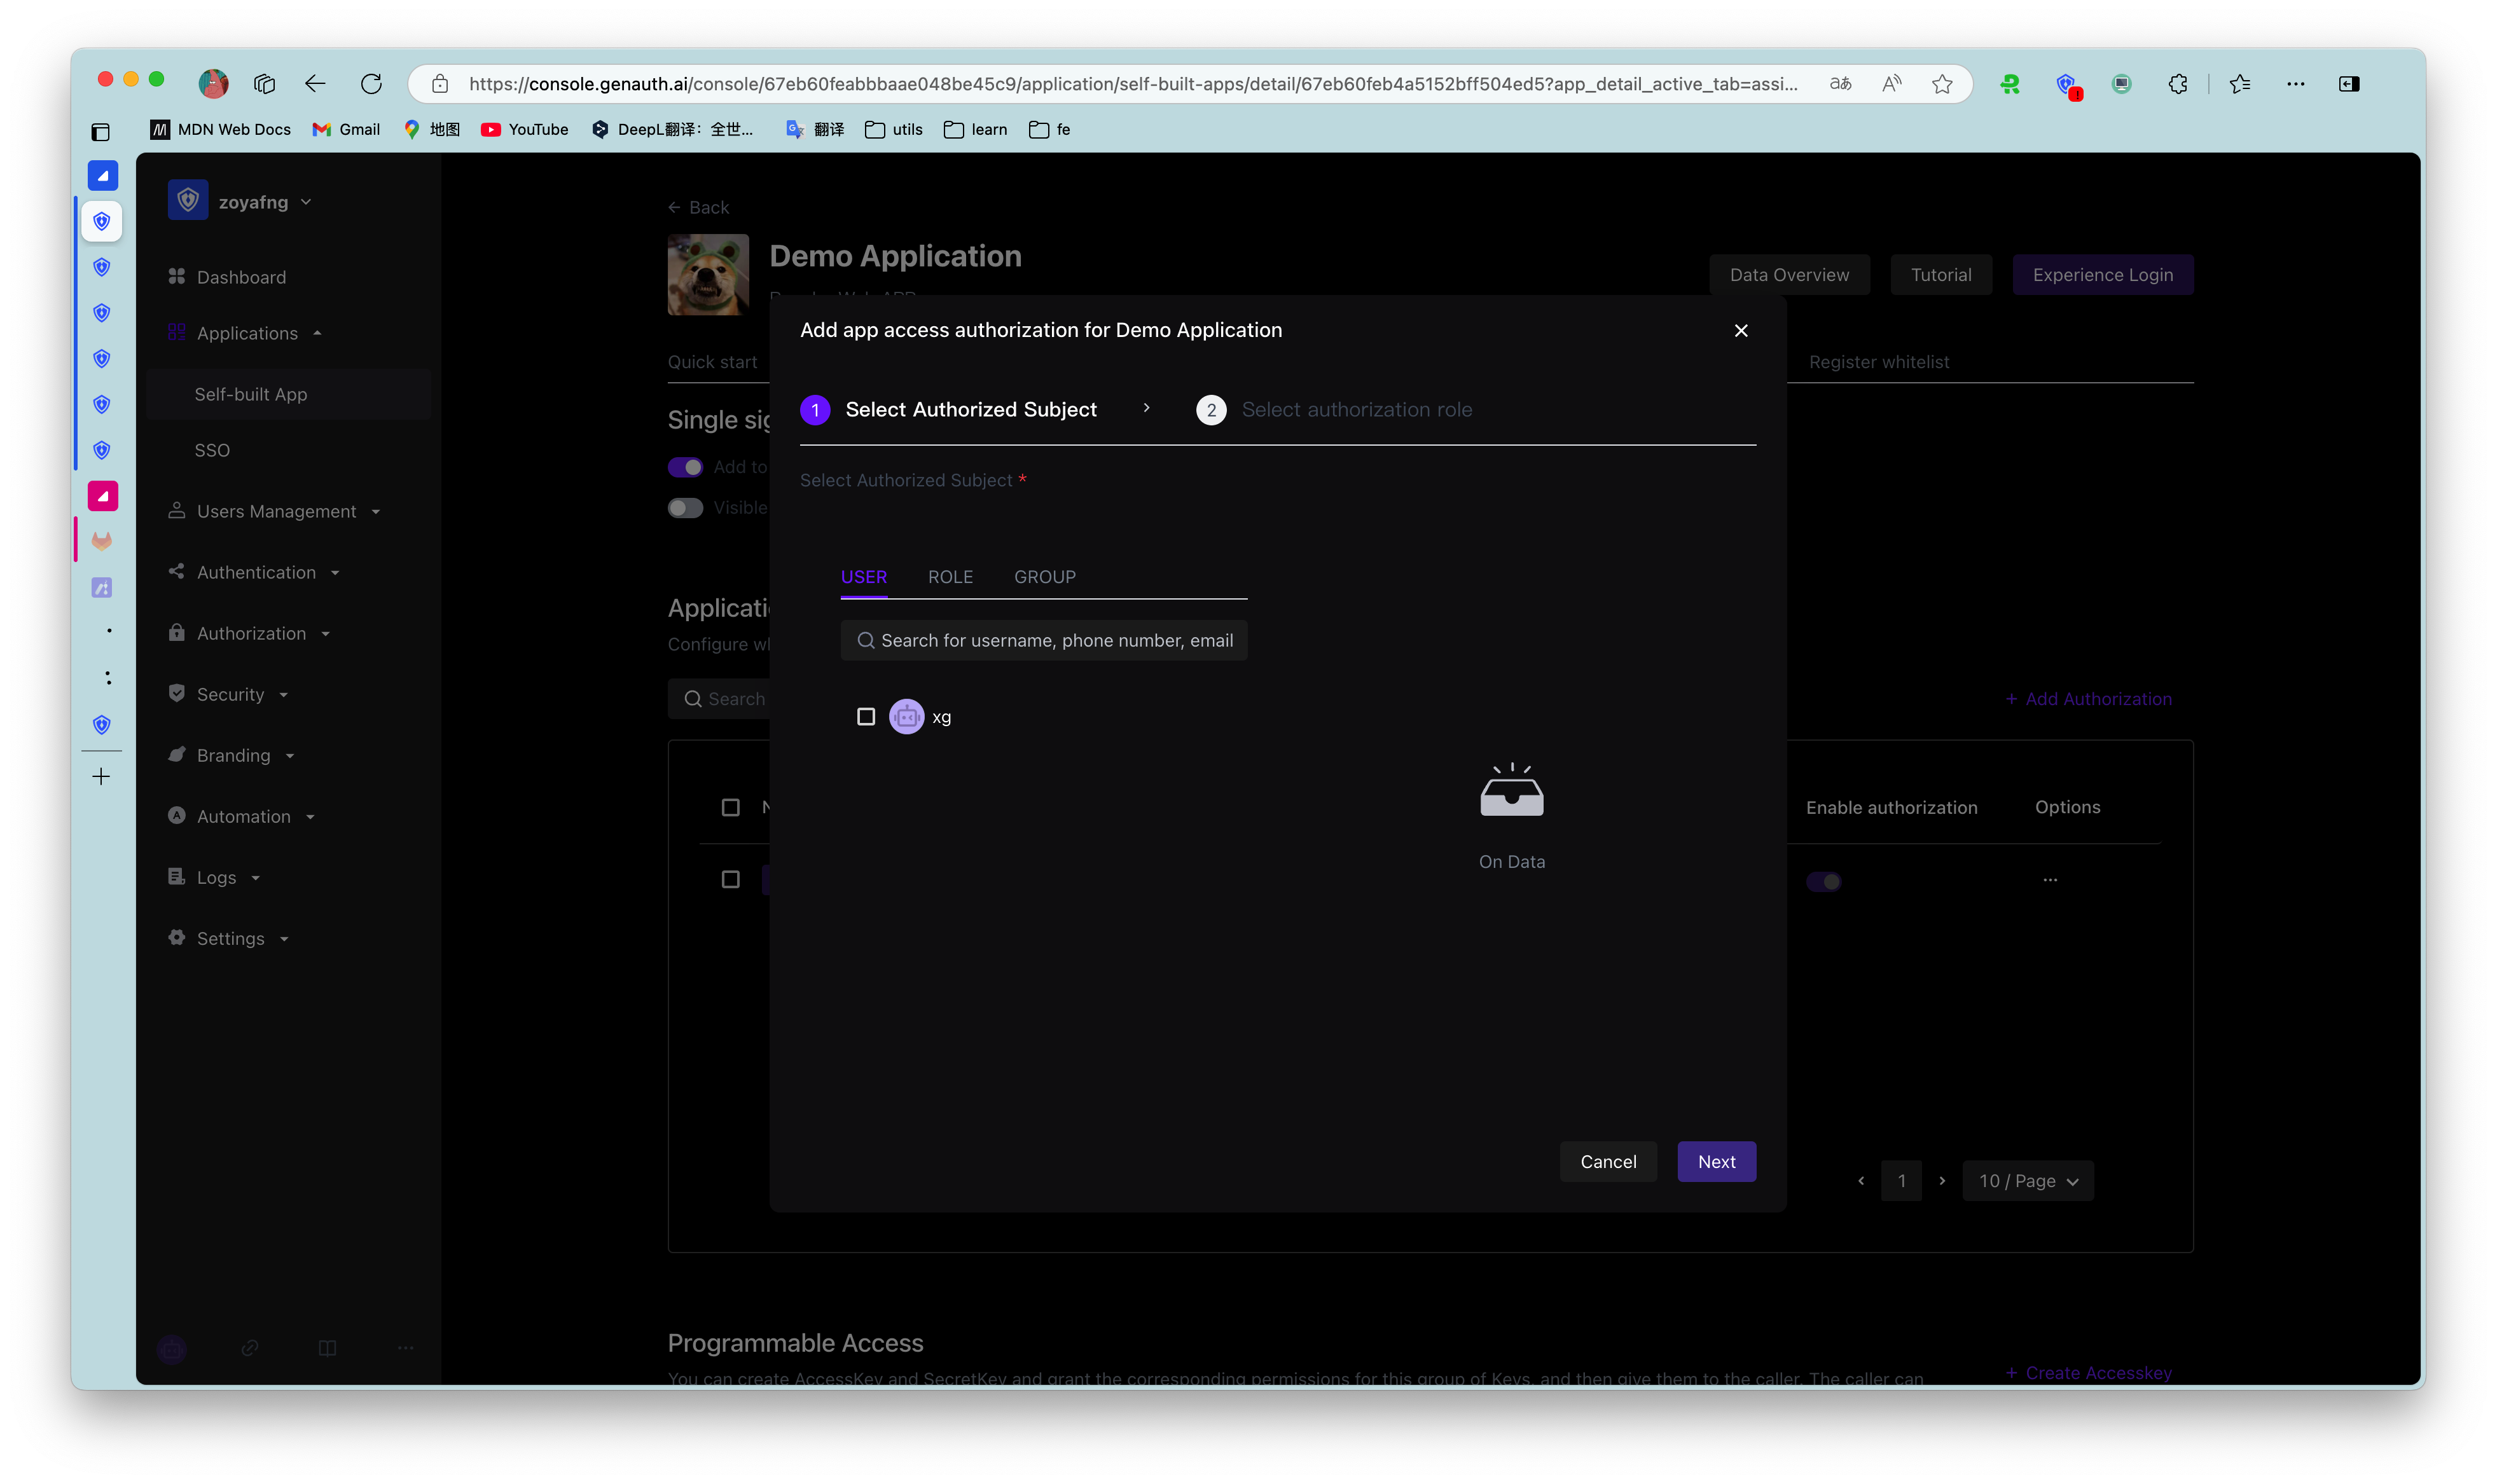 https://console.genauth.ai/console/67eb60feabbbaae048be45c9/application/self-built-apps/detail/67eb60feb4a5152bff504ed5?app_detail_active_tab=assi...
MDN Web Docs
Gmail
地图
YouTube
DeepL翻译：全世...
翻译
utils
learn
fe
zoyafng
Back
Demo Application
Data Overview
Tutorial
Experience Login
Dashboard
Applications
Self-built App
SSO
Users Management
Authentication
Authorization
Security
Branding
Automation
Logs
Settings
Quick start
Register whitelist
Single sig
Add to
Visible
Applicati
Configure wl
Search
+ Add Authorization
Add app access authorization for Demo Application
1 Select Authorized Subject
2 Select authorization role
Select Authorized Subject *
USER ROLE GROUP
Search for username, phone number, email
xg
On Data
Cancel
Next
Enable authorization
Options
1
10 / Page
Programmable Access
You can create AccessKey and SecretKey and grant the corresponding permissions for this group of Keys, and then give them to the caller. The caller can
+ Create Accesskey